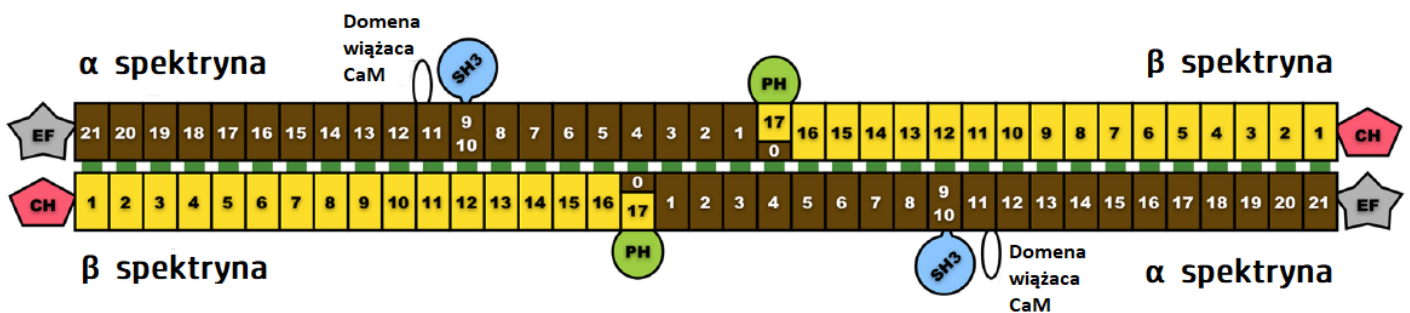 Domena
wiążaca
CaM
α spektryna
SH3
PH
β spektryna
EF 21 20 19 18 17 16 15 14 13 12 11 9 8 7 6 5 4 3 2 1 17 16 15 14 13 12 11 10 9 8 7 6 5 4 3 2 1 CH
10 0
CH 1 2 3 4 5 6 7 8 9 10 11 12 13 14 15 16 0 1 2 3 4 5 6 7 8 9 11 12 13 14 15 16 17 18 19 20 21 EF
17 10
β spektryna
PH
SH3
Domena
wiążaca
CaM
α spektryna